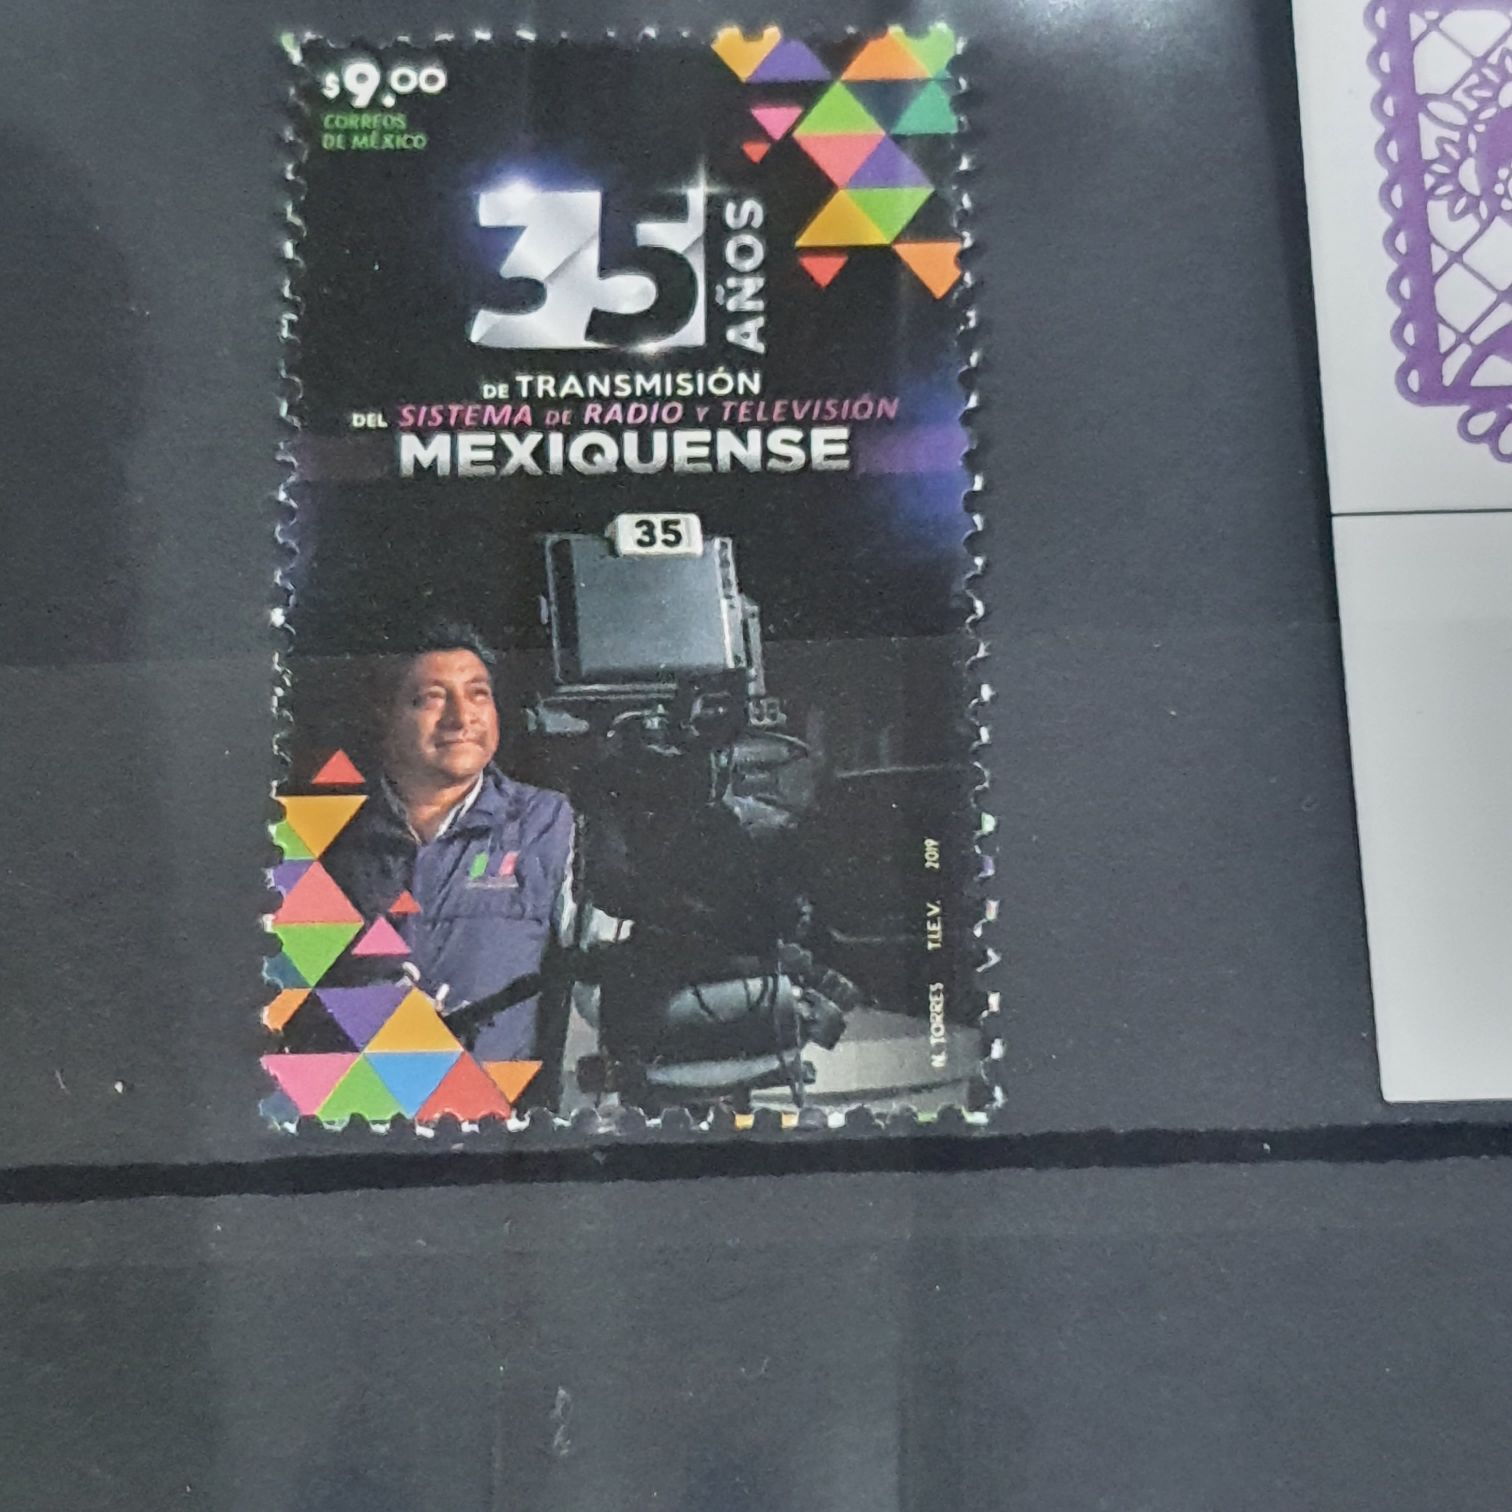 $9.00
CORREOS
DE MÉXICO
35 AÑOS
DE TRANSMISIÓN
DEL SISTEMA DE RADIO Y TELEVISIÓN
MEXIQUENSE
35
N. TORRES T.I.E.V. 2019